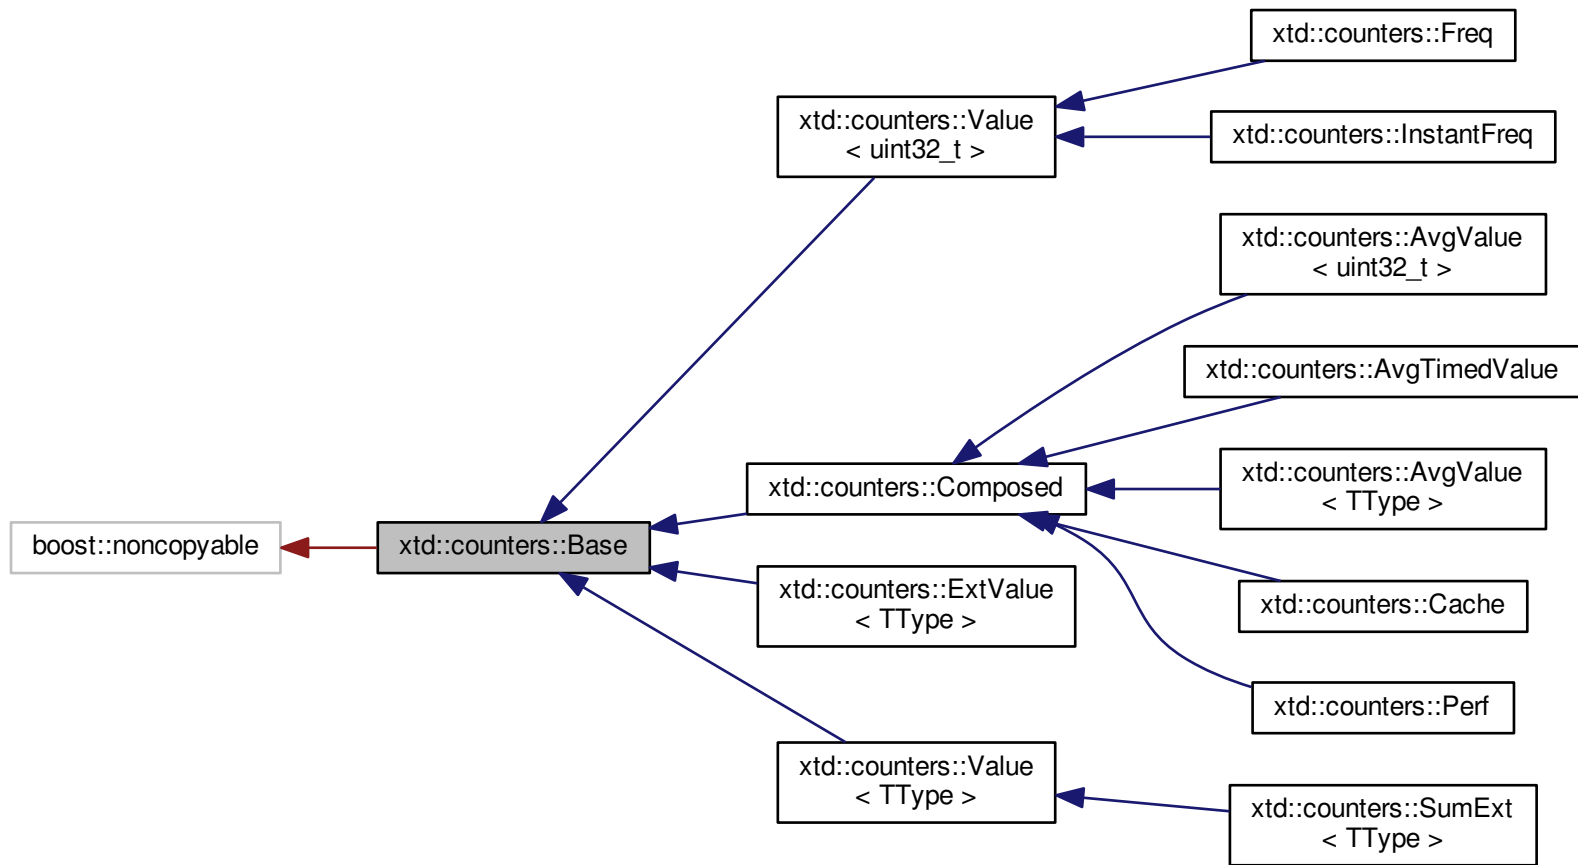 xtd::counters::Freq
xtd::counters::Value
< uint32_t >
xtd::counters::InstantFreq
xtd::counters::AvgValue
< uint32_t >
xtd::counters::AvgTimedValue
xtd::counters::Composed
xtd::counters::AvgValue
< TType >
boost::noncopyable
xtd::counters::Base
xtd::counters::ExtValue
< TType >
xtd::counters::Cache
xtd::counters::Perf
xtd::counters::Value
< TType >
xtd::counters::SumExt
< TType >